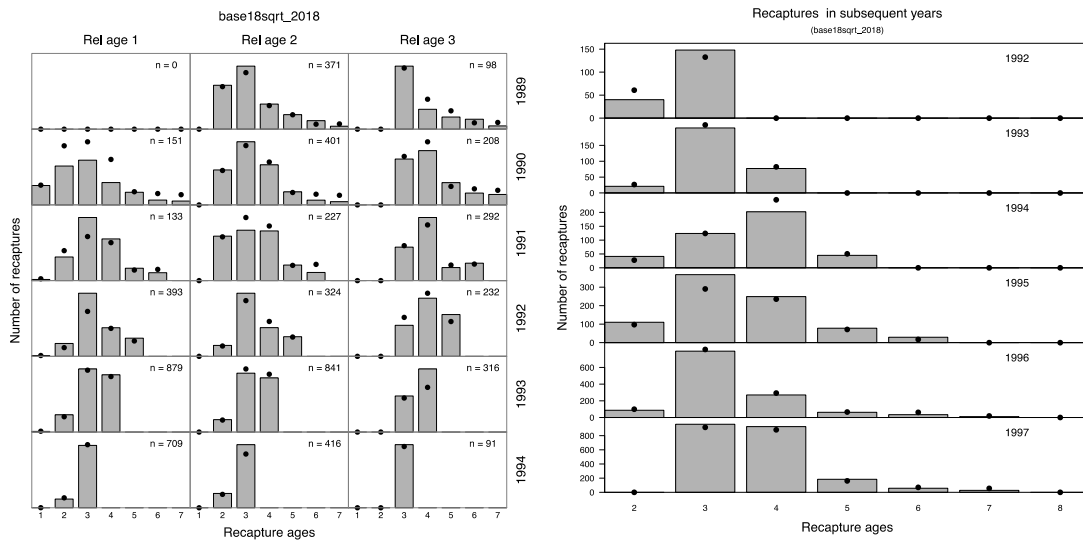 base18sqrt_2018
Rel age 1 Rel age 2 Rel age 3
n = 0 n = 371 n = 98 1989
n = 151 n = 401 n = 208 1990
n = 133 n = 227 n = 292 1991
n = 393 n = 324 n = 232 1992
n = 879 n = 841 n = 316 1993
n = 709 n = 416 n = 91 1994
Number of recaptures
1 2 3 4 5 6 7 1 2 3 4 5 6 7 1 2 3 4 5 6 7
Recapture ages
Recaptures in subsequent years
(base18sqrt_2018)
150
100
50
0
1992
150
100
50
0
1993
200
150
100
50
0
1994
300
200
100
0
1995
600
400
200
0
1996
800
600
400
200
0
1997
Number of recaptures
2 3 4 5 6 7 8
Recapture ages